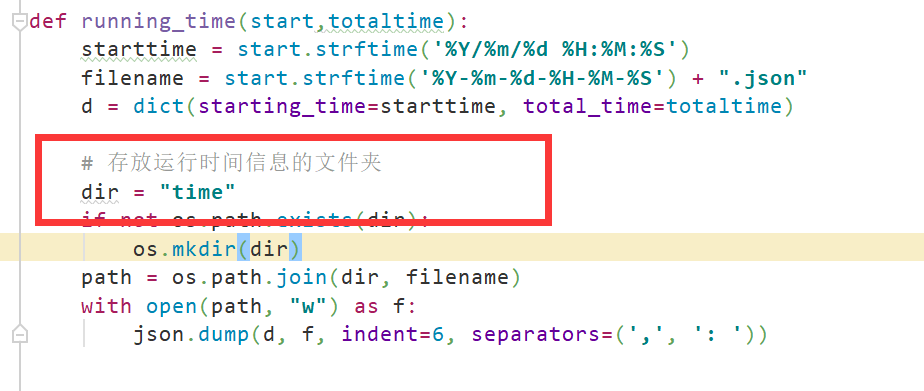 def running_time(start,totaltime):
    starttime = start.strftime('%Y/%m/%d %H:%M:%S')
    filename = start.strftime('%Y-%m-%d-%H-%M-%S') + ".json"
    d = dict(starting_time=starttime, total_time=totaltime)
    # 存放运行时间信息的文件夹
    dir = "time"
    if not os.path.exists(dir):
        os.mkdir(dir)
    path = os.path.join(dir, filename)
    with open(path, "w") as f:
        json.dump(d, f, indent=6, separators=(',', ': '))